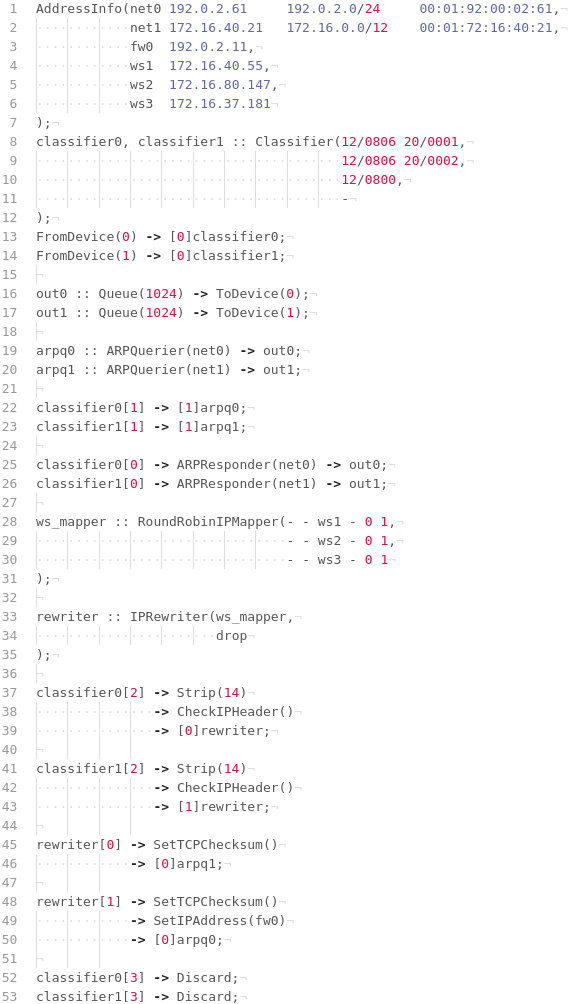 1 AddressInfo(net0 192.0.2.61     192.0.2.0/24     00:01:92:00:02:61,
2             net1 172.16.40.21   172.16.0.0/12    00:01:72:16:40:21,
3             fw0  192.0.2.11,
4             ws1  172.16.40.55,
5             ws2  172.16.80.147,
6             ws3  172.16.37.181
7 );
8 classifier0, classifier1 :: Classifier(12/0806 20/0001,
9                                        12/0806 20/0002,
10                                        12/0800,
11                                        -
12 );
13 FromDevice(0) -> [0]classifier0;
14 FromDevice(1) -> [0]classifier1;
15
16 out0 :: Queue(1024) -> ToDevice(0);
17 out1 :: Queue(1024) -> ToDevice(1);
18
19 arpq0 :: ARPQuerier(net0) -> out0;
20 arpq1 :: ARPQuerier(net1) -> out1;
21
22 classifier0[1] -> [1]arpq0;
23 classifier1[1] -> [1]arpq1;
24
25 classifier0[0] -> ARPResponder(net0) -> out0;
26 classifier1[0] -> ARPResponder(net1) -> out1;
27
28 ws_mapper :: RoundRobinIPMapper(- - ws1 - 0 1,
29                                 - - ws2 - 0 1,
30                                 - - ws3 - 0 1
31 );
32
33 rewriter :: IPRewriter(ws_mapper,
34                        drop
35 );
36
37 classifier0[2] -> Strip(14)
38                -> CheckIPHeader()
39                -> [0]rewriter;
40
41 classifier1[2] -> Strip(14)
42                -> CheckIPHeader()
43                -> [1]rewriter;
44
45 rewriter[0] -> SetTCPChecksum()
46             -> [0]arpq1;
47
48 rewriter[1] -> SetTCPChecksum()
49             -> SetIPAddress(fw0)
50             -> [0]arpq0;
51
52 classifier0[3] -> Discard;
53 classifier1[3] -> Discard;